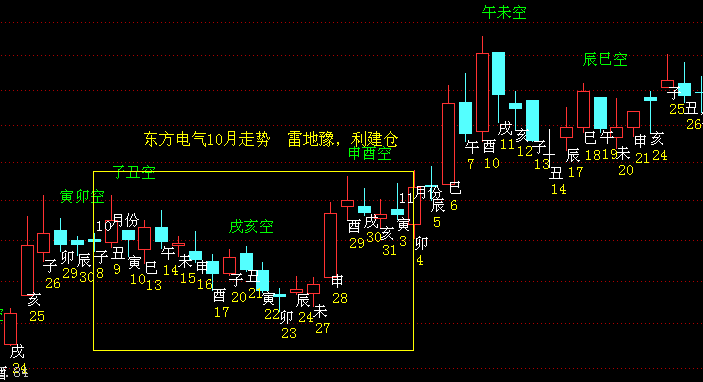 午未空
辰巳空
东方电气10月走势 雷地豫，利建仓
申酉空
子丑空
寅卯空
戌亥空
10月份
11月份
戌
24
亥
25
子
26
卯
29
辰
30
子
8
丑
9
寅
10
巳
13
午
14
未
15
申
16
酉
17
子
20
丑
21
寅
22
卯
23
辰
24
未
27
申
28
酉
29
戌
30
亥
31
寅
3
卯
4
辰
5
巳
6
午
7
酉
10
戌
11
亥
12
子
13
丑
14
辰
17
巳
18
午
19
未
20
申
21
亥
24
子
25
丑
26